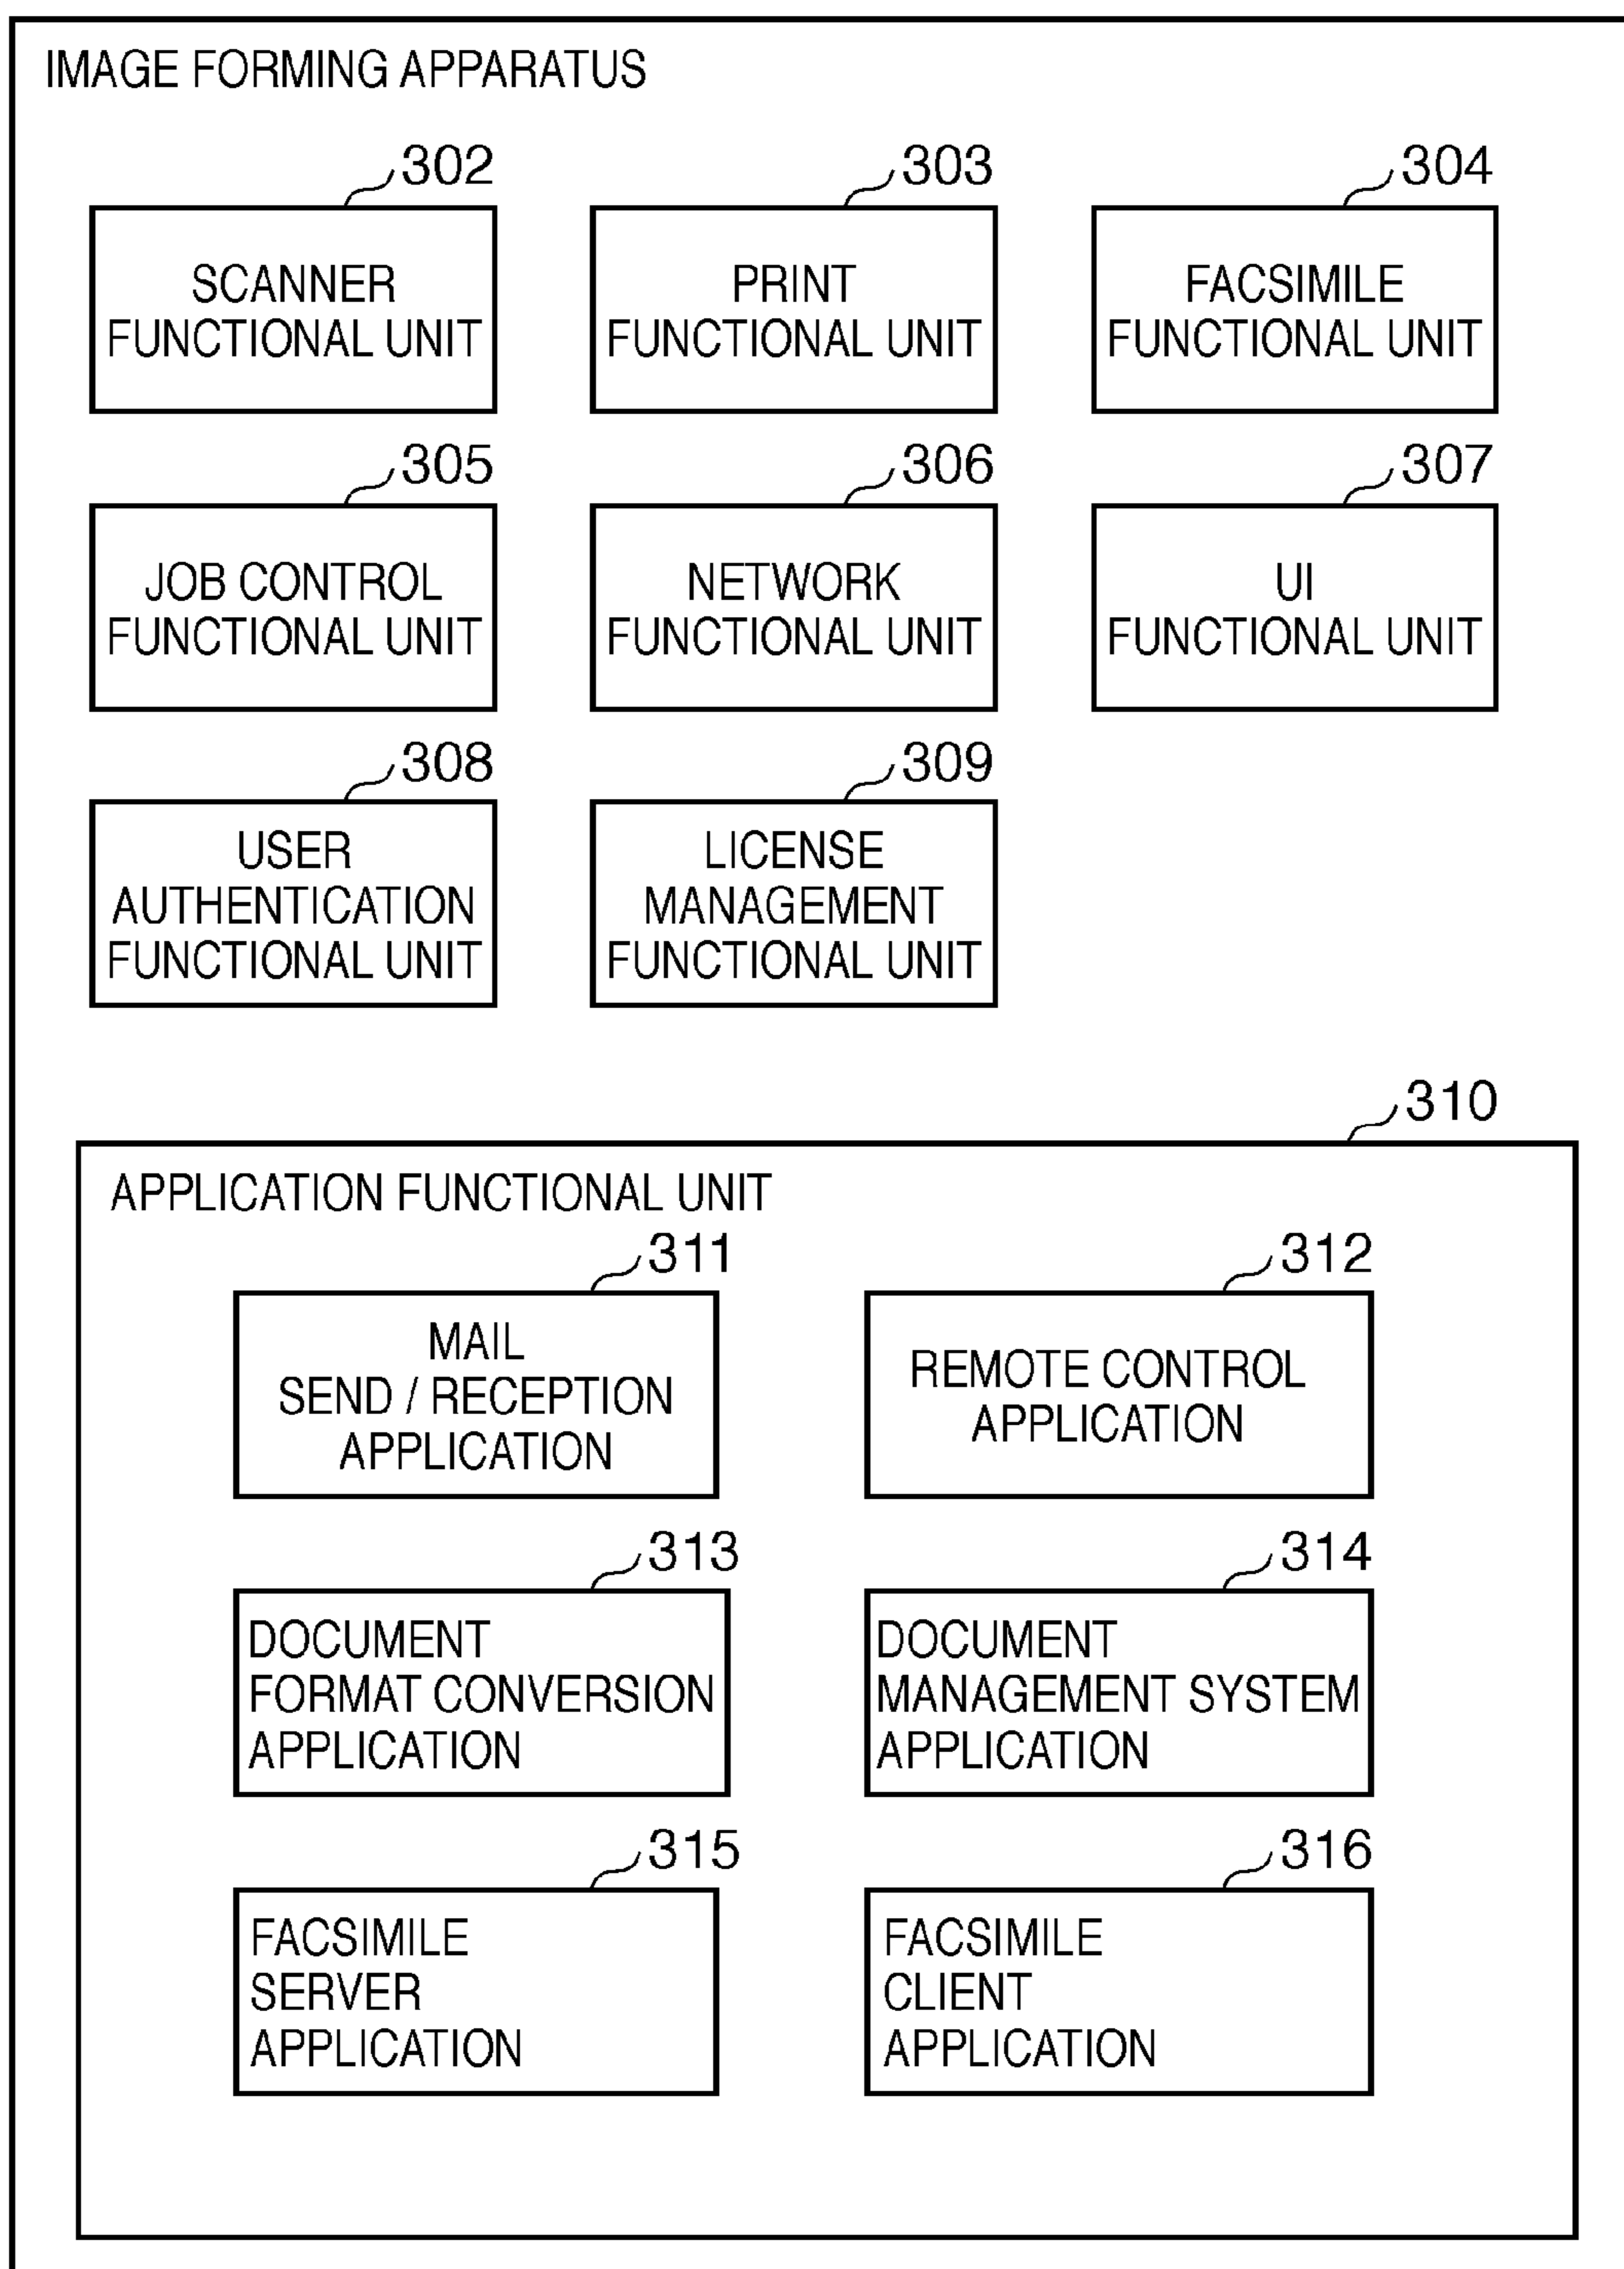 IMAGE FORMING APPARATUS
302
303
304
SCANNER
FUNCTIONAL UNIT
PRINT
FUNCTIONAL UNIT
FACSIMILE
FUNCTIONAL UNIT
305
306
307
JOB CONTROL
FUNCTIONAL UNIT
NETWORK
FUNCTIONAL UNIT
UI
FUNCTIONAL UNIT
308
309
USER
AUTHENTICATION
FUNCTIONAL UNIT
LICENSE
MANAGEMENT
FUNCTIONAL UNIT
310
APPLICATION FUNCTIONAL UNIT
311
312
MAIL
SEND / RECEPTION
APPLICATION
REMOTE CONTROL
APPLICATION
313
314
DOCUMENT
FORMAT CONVERSION
APPLICATION
DOCUMENT
MANAGEMENT SYSTEM
APPLICATION
315
316
FACSIMILE
SERVER
APPLICATION
FACSIMILE
CLIENT
APPLICATION